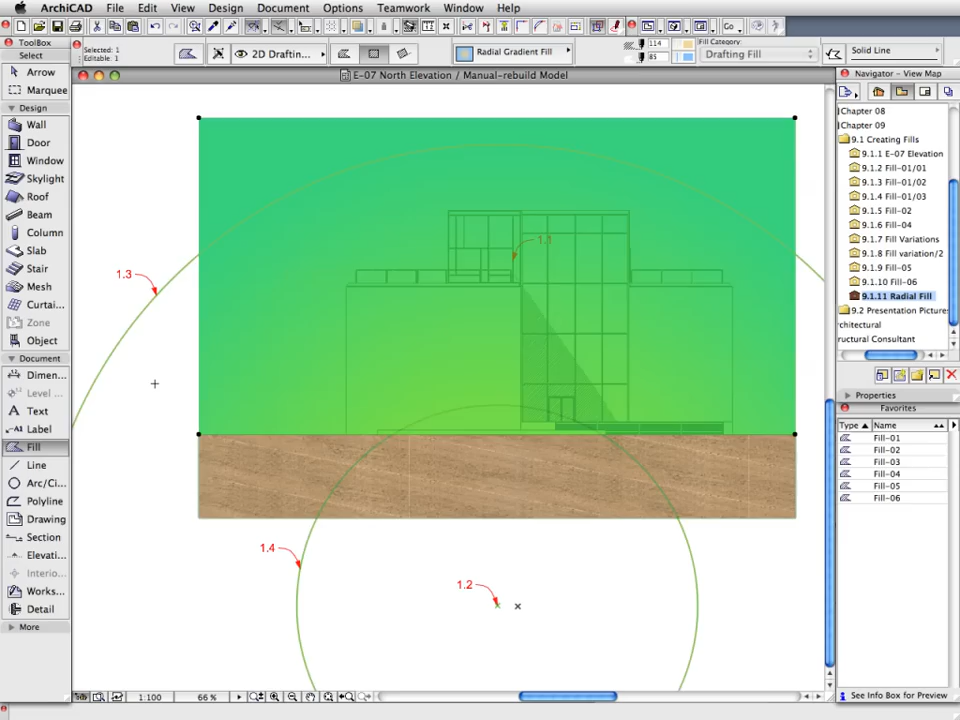 ArchiCAD File Edit View Design Document Options Teamwork Window Help
Go...
ToolBox
Select
Arrow
Marquee
Design
Wall
Door
Window
Skylight
Roof
Beam
Column
Slab
Stair
Mesh
Curtai...
Zone
Object
Document
Dimen...
Level ...
Text
Label
Fill
Line
Arc/Ci...
Polyline
Drawing
Section
Elevati...
Interio...
Works...
Detail
More
Selected: 1
Editable: 1
2D Draftin...
Radial Gradient Fill
114
85
Fill Category
Drafting Fill
Solid Line
E-07 North Elevation / Manual-rebuild Model
1.1
1.3
1.4
1.2
1:100
66 %
Navigator - View Map
Chapter 08
Chapter 09
9.1 Creating Fills
9.1.1 E-07 Elevation
9.1.2 Fill-01/01
9.1.3 Fill-01/02
9.1.4 Fill-01/03
9.1.5 Fill-02
9.1.6 Fill-04
9.1.7 Fill Variations
9.1.8 Fill variation/2
9.1.9 Fill-05
9.1.10 Fill-06
9.1.11 Radial Fill
9.2 Presentation Pictures
chitectural
ructural Consultant
Properties
Favorites
Type Name
Fill-01
Fill-02
Fill-03
Fill-04
Fill-05
Fill-06
See Info Box for Preview